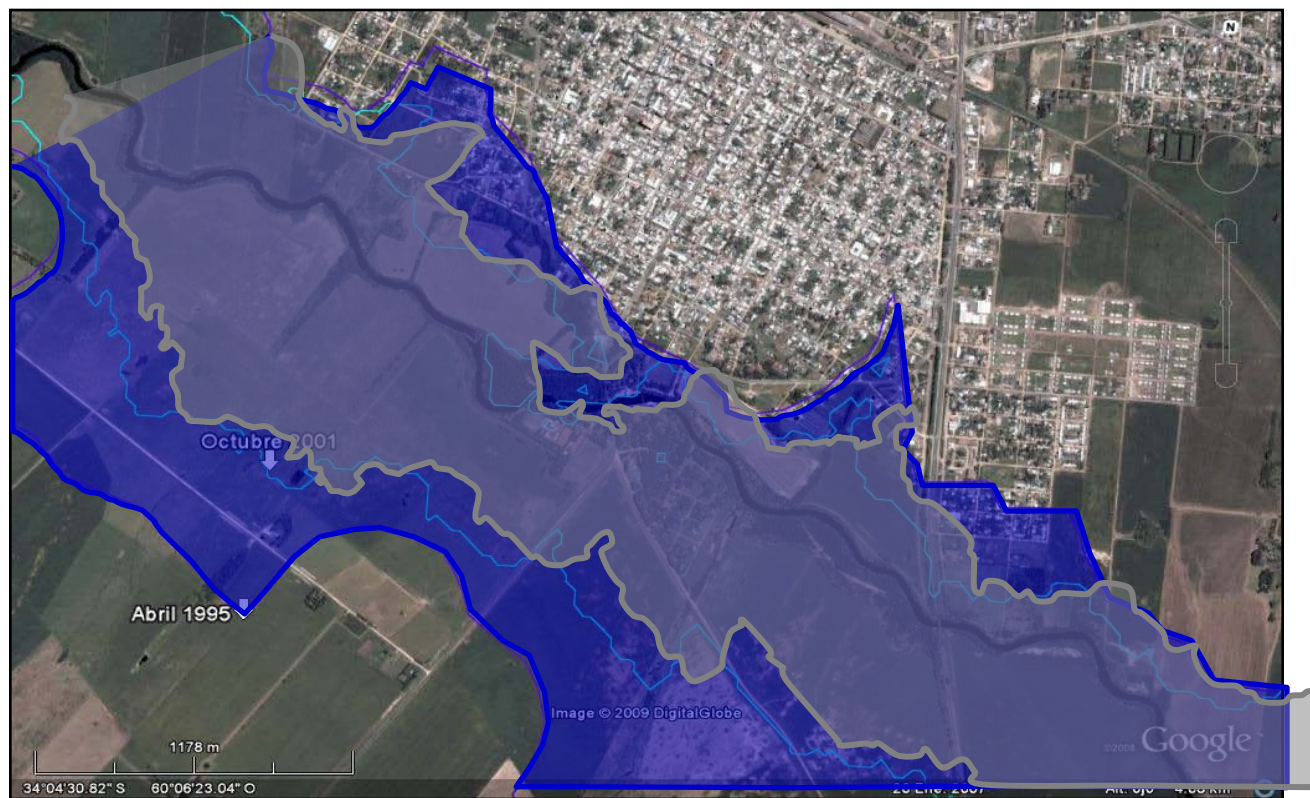 N
Octubre 2001
Abril 1995
Image © 2009 DigitalGlobe
©2008 Google
1178 m
34°04'30.82" S 60°06'23.04" O